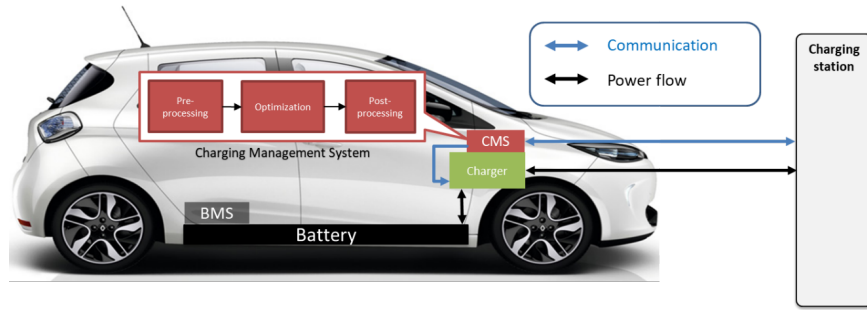 Communication
Power flow
Charging
station
Pre-
processing
Optimization
Post-
processing
CMS
Charging Management System
Charger
BMS
Battery